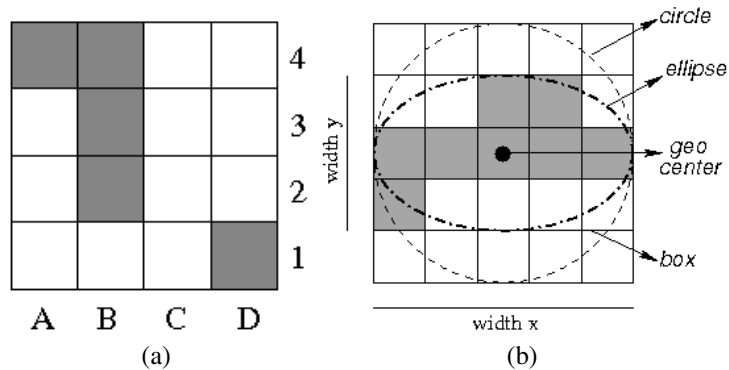 4
3
2
1
A B C D
(a)
circle
ellipse
width y
geo
center
box
width x
(b)